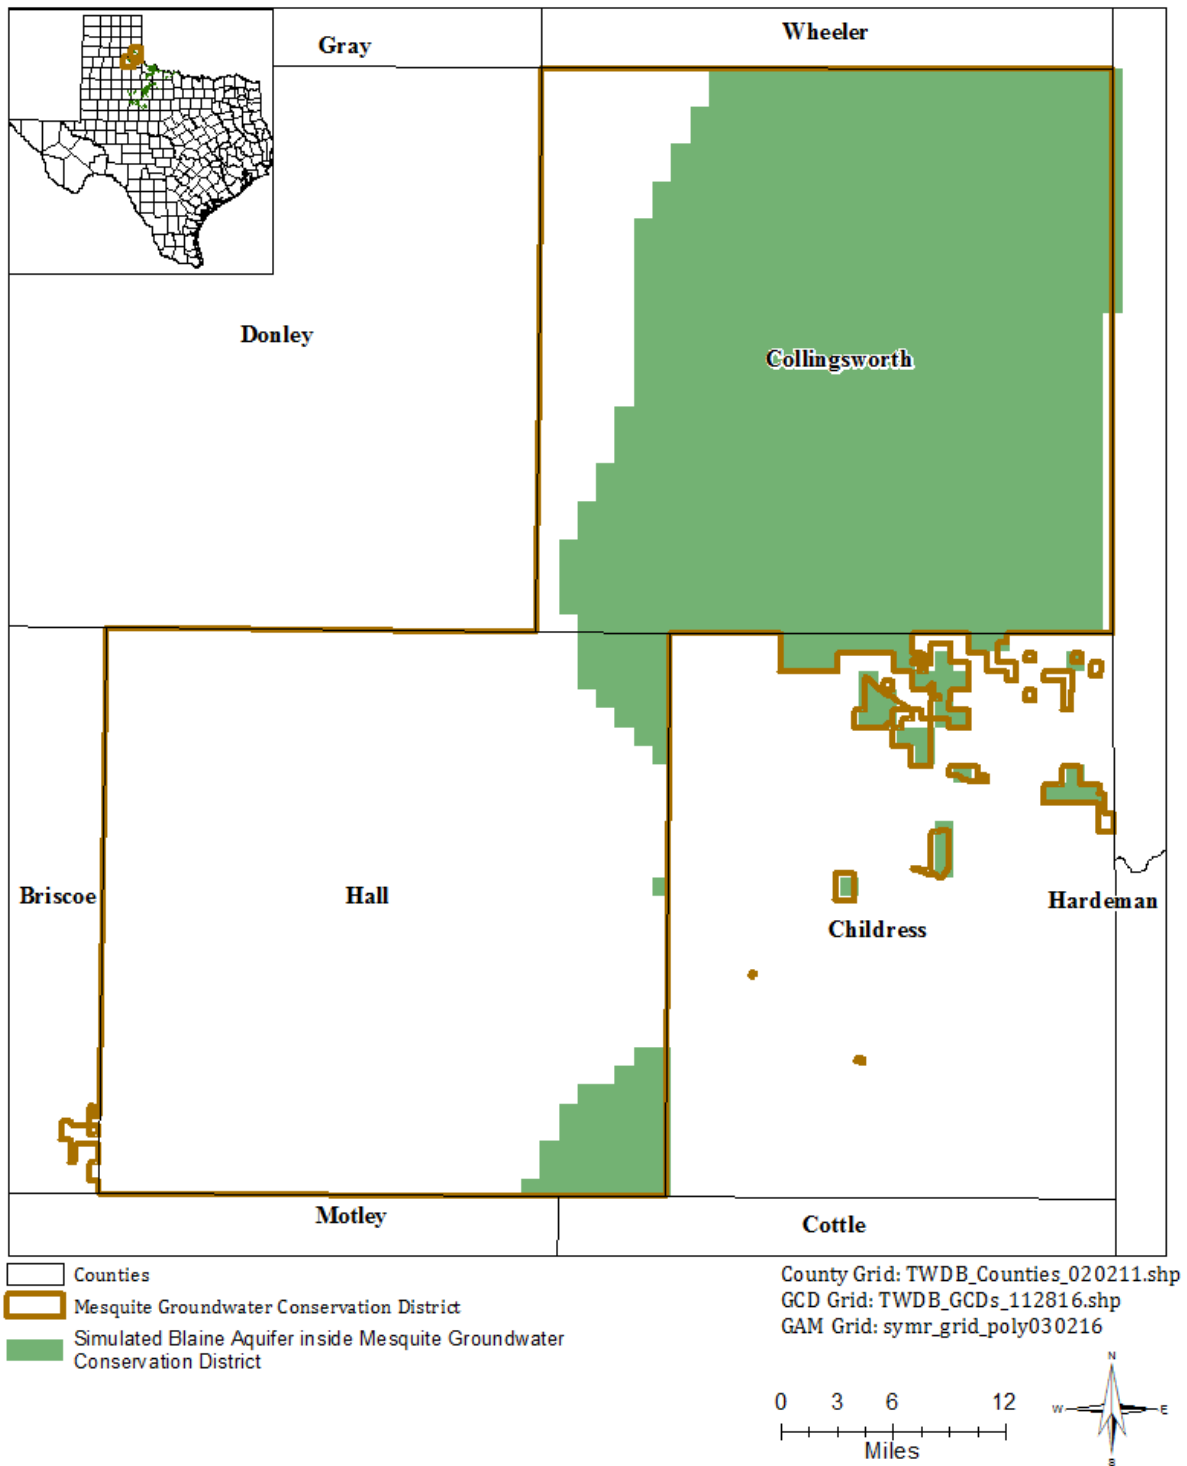 Gray
Wheeler
Donley
Collingsworth
Briscoe
Hall
Hardeman
Childress
Motley
Cottle
Counties
Mesquite Groundwater Conservation District
Simulated Blaine Aquifer inside Mesquite Groundwater
Conservation District
County Grid: TWDB_Counties_020211.shp
GCD Grid: TWDB_GCDs_112816.shp
GAM Grid: symr_grid_poly030216
0 3 6 12
Miles
N
W E
S